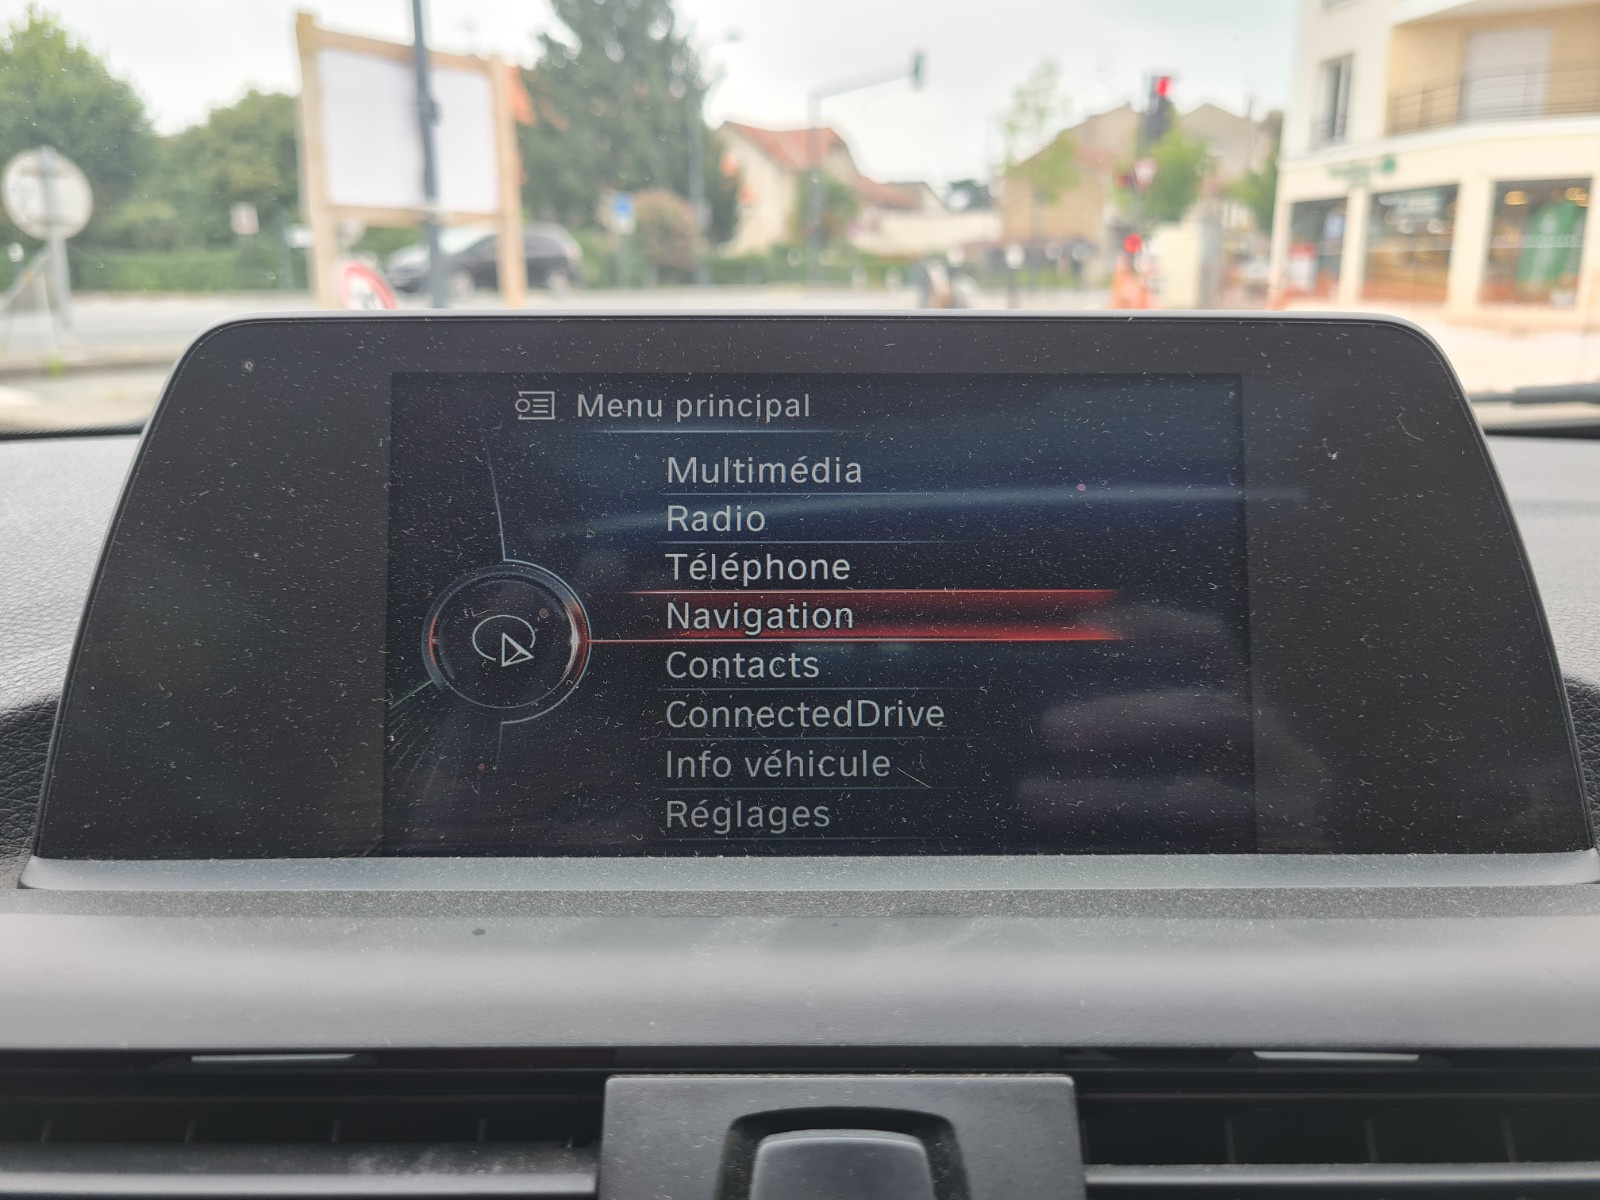 Menu principal
Multimédia
Radio
Téléphone
Navigation
Contacts
ConnectedDrive
Info véhicule
Réglages